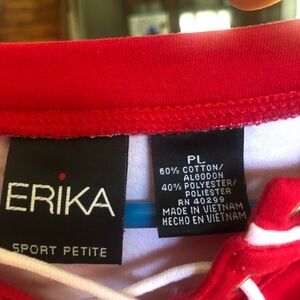 ERIKA
SPORT PETITE
PL
60% COTTON/
ALGODON
40% POLYESTER/
POLIESTER
RN 40299
MADE IN VIETNAM
HECHO EN VIETNAM